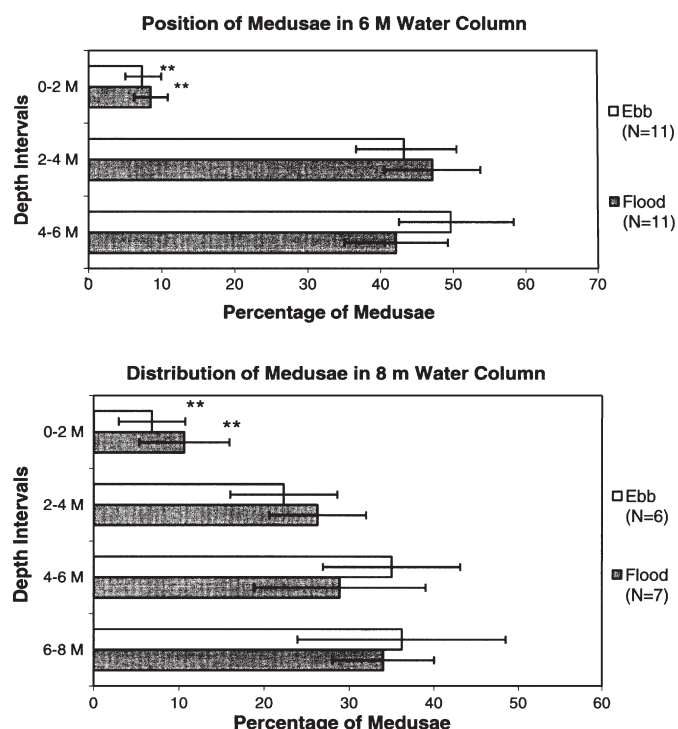 Position of Medusae in 6 M Water Column
Depth Intervals
0-2 M
**
**
2-4 M
4-6 M
0 10 20 30 40 50 60 70
Percentage of Medusae
Ebb
(N=11)
Flood
(N=11)
Distribution of Medusae in 8 m Water Column
Depth Intervals
0-2 M
**
**
2-4 M
4-6 M
6-8 M
0 10 20 30 40 50 60
Percentage of Medusae
Ebb
(N=6)
Flood
(N=7)